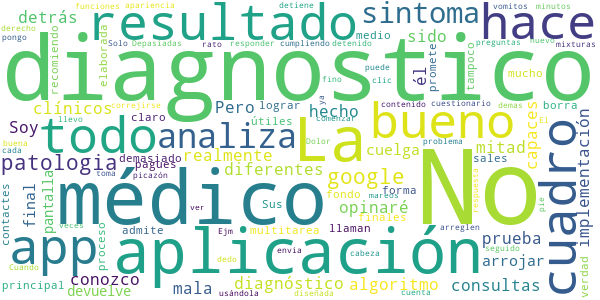 funciones apariencia
detrás resultado sintoma hace
derecho pongo recomiendo elaborada Solo Depasiadas rato responder cumpliendo detenido medio sido él promete tampoco preguntas nuevo minutos mixturas vomitos detiene
diagnostico
puede fino clic mucho
contenido cuestionario demas borra
clínicos correjirse Pero lograr hecho ya comenzar
buena cada llevo Soy todo claro útiles analiza La bueno El capaces mitad
problema Dolor cuelga sales
patologia demasiado pagues realmente diferentes google
toma picazón Sus fondo forma mareos
médico No cuadro implementación
contactes final pantalla ver opinaré
proceso admite multitarea finales llaman respuesta arreglen prueba
Cuando veces Ejm envia cabeza seguido pie arrojar verdad
app aplicación
conozco dedo
principal devuelve mala usándola diagnóstico diseñada algoritmo cuenta consultas